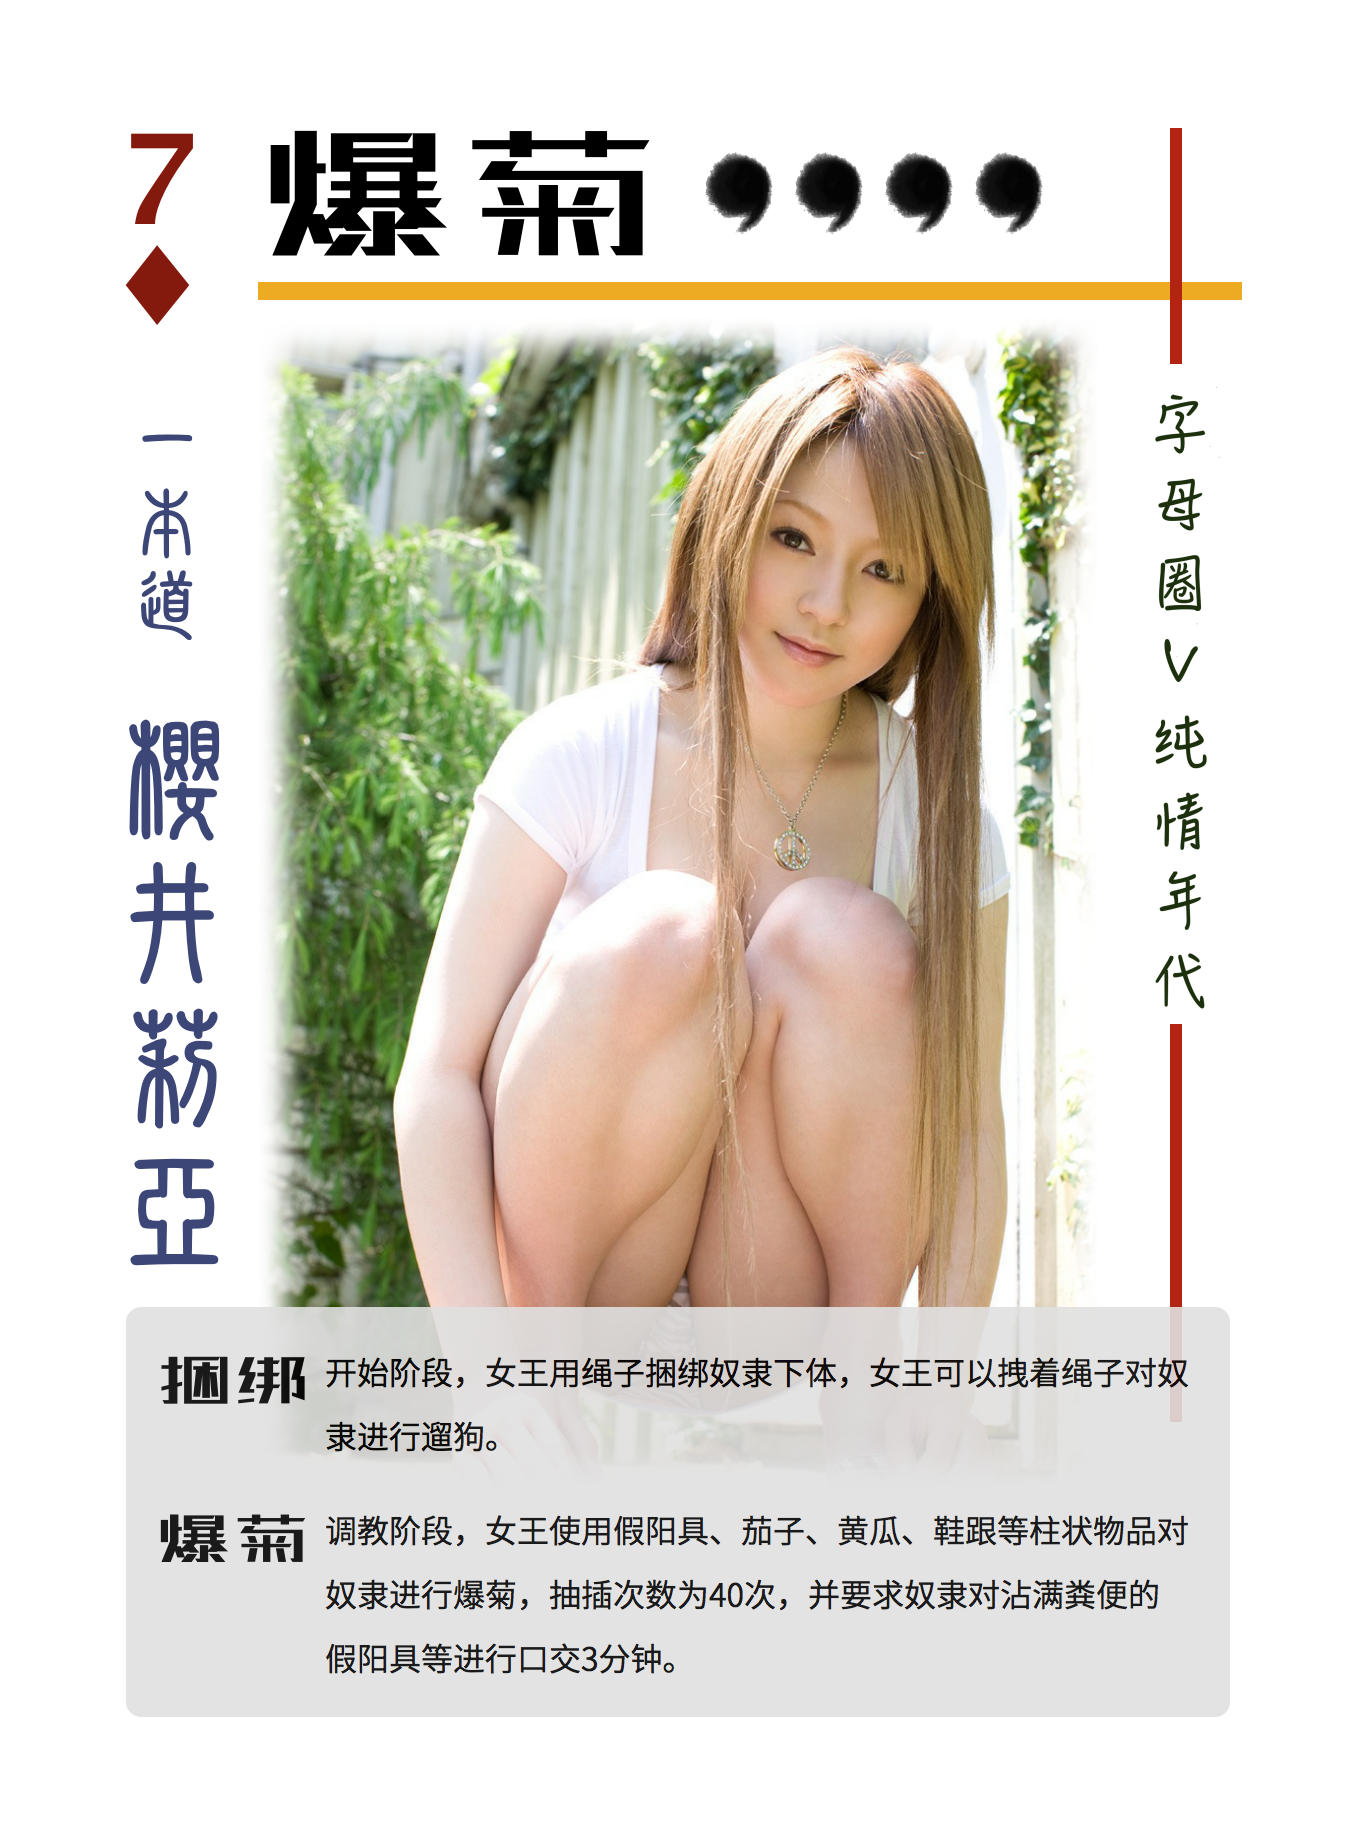 7
爆菊
一本道
櫻井莉亞
字母圈V纯情年代
捆绑
开始阶段，女王用绳子捆绑奴隶下体，女王可以拽着绳子对奴
隶进行遛狗。
爆菊
调教阶段，女王使用假阳具、茄子、黄瓜、鞋跟等柱状物品对
奴隶进行爆菊，抽插次数为40次，并要求奴隶对沾满粪便的
假阳具等进行口交3分钟。